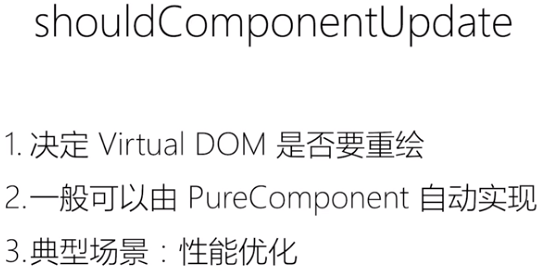 shouldComponentUpdate
1. 决定 Virtual DOM 是否要重绘
2.一般可以由 PureComponent 自动实现
3.典型场景：性能优化